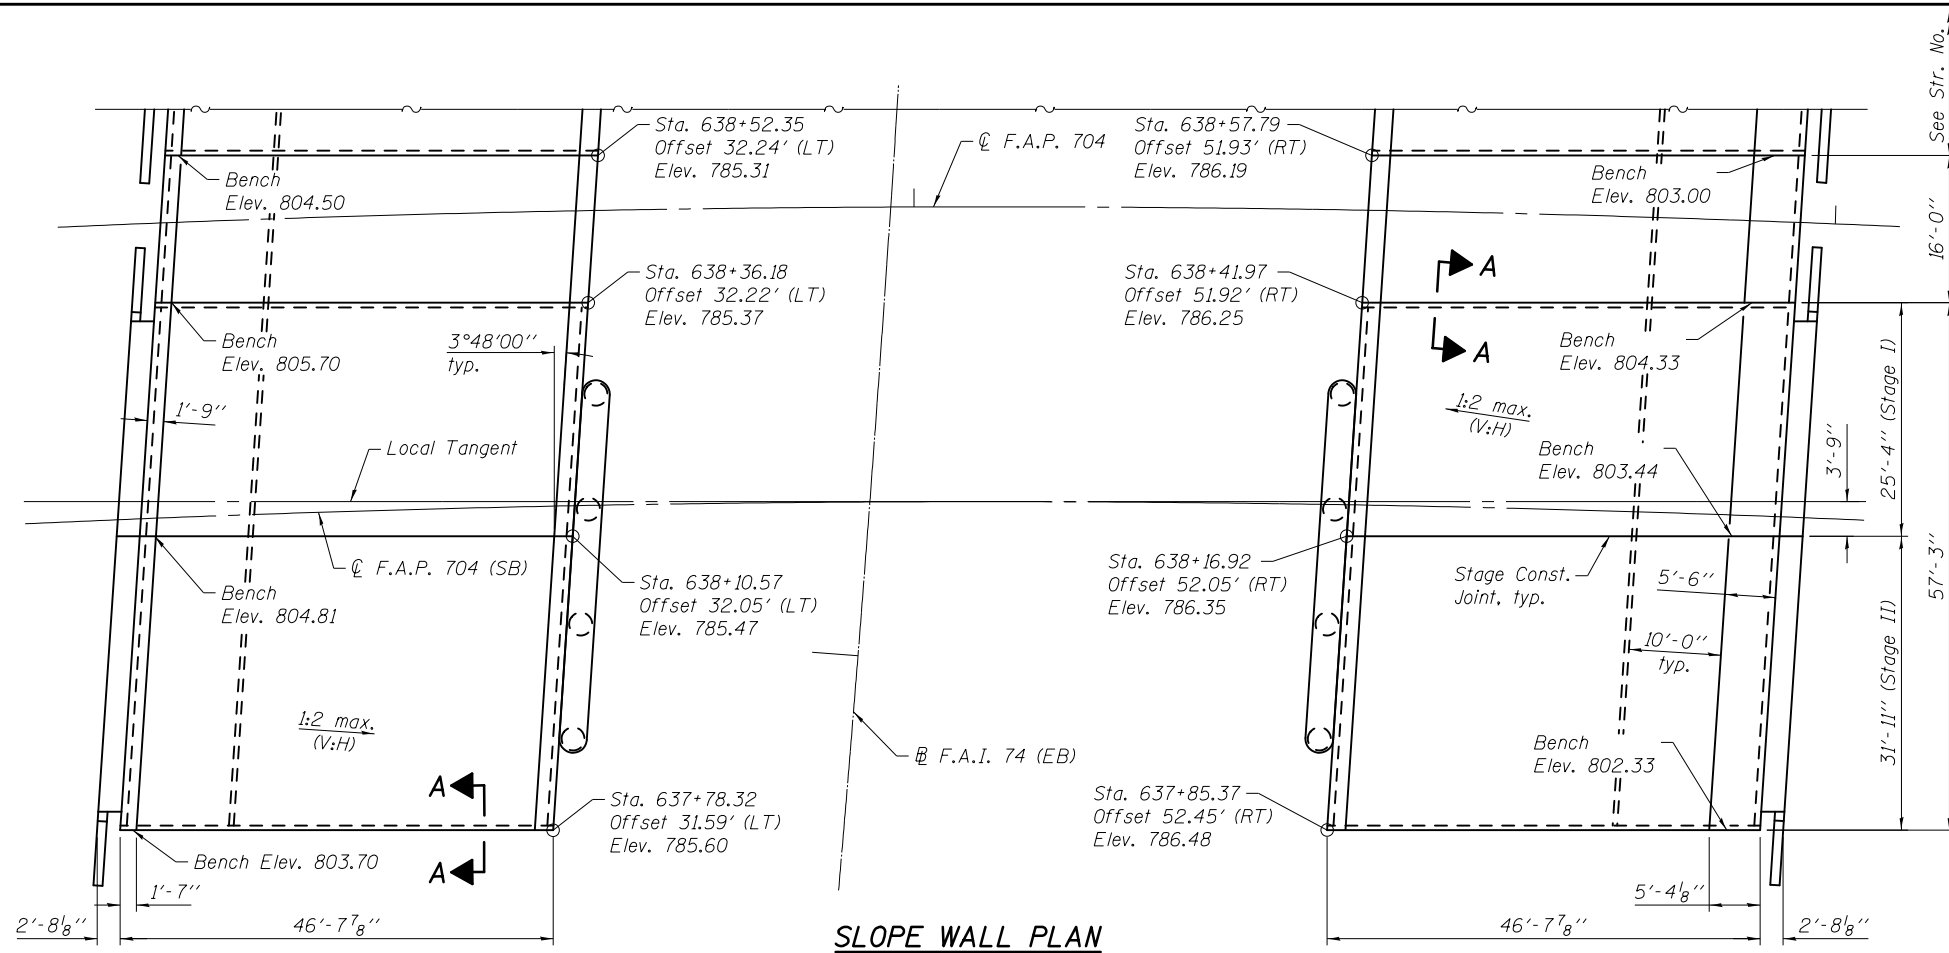 Sta. 638+52.35
Offset 32.24' (LT)
Elev. 785.31
℄ F.A.P. 704
Sta. 638+57.79
Offset 51.93' (RT)
Elev. 786.19
See Str. No.
Bench
Elev. 804.50
Bench
Elev. 803.00
16'-0"
Sta. 638+36.18
Offset 32.22' (LT)
Elev. 785.37
Sta. 638+41.97
Offset 51.92' (RT)
Elev. 786.25
A
A
Bench
Elev. 805.70
3°48'00"
typ.
Bench
Elev. 804.33
1'-9"
1:2 max.
(V:H)
Local Tangent
Bench
Elev. 803.44
3'-9"
25'-4" (Stage I)
℄ F.A.P. 704 (SB)
Bench
Elev. 804.81
Sta. 638+10.57
Offset 32.05' (LT)
Elev. 785.47
Sta. 638+16.92
Offset 52.05' (RT)
Elev. 786.35
Stage Const.
Joint, typ.
5'-6"
57'-3"
10'-0"
typ.
31'-11" (Stage II)
1:2 max.
(V:H)
℄ F.A.I. 74 (EB)
Bench
Elev. 802.33
A
A
Sta. 637+78.32
Offset 31.59' (LT)
Elev. 785.60
Sta. 637+85.37
Offset 52.45' (RT)
Elev. 786.48
Bench Elev. 803.70
1'-7"
5'-4⅛"
2'-8⅛"
46'-7⅞"
46'-7⅞"
2'-8⅛"
SLOPE WALL PLAN